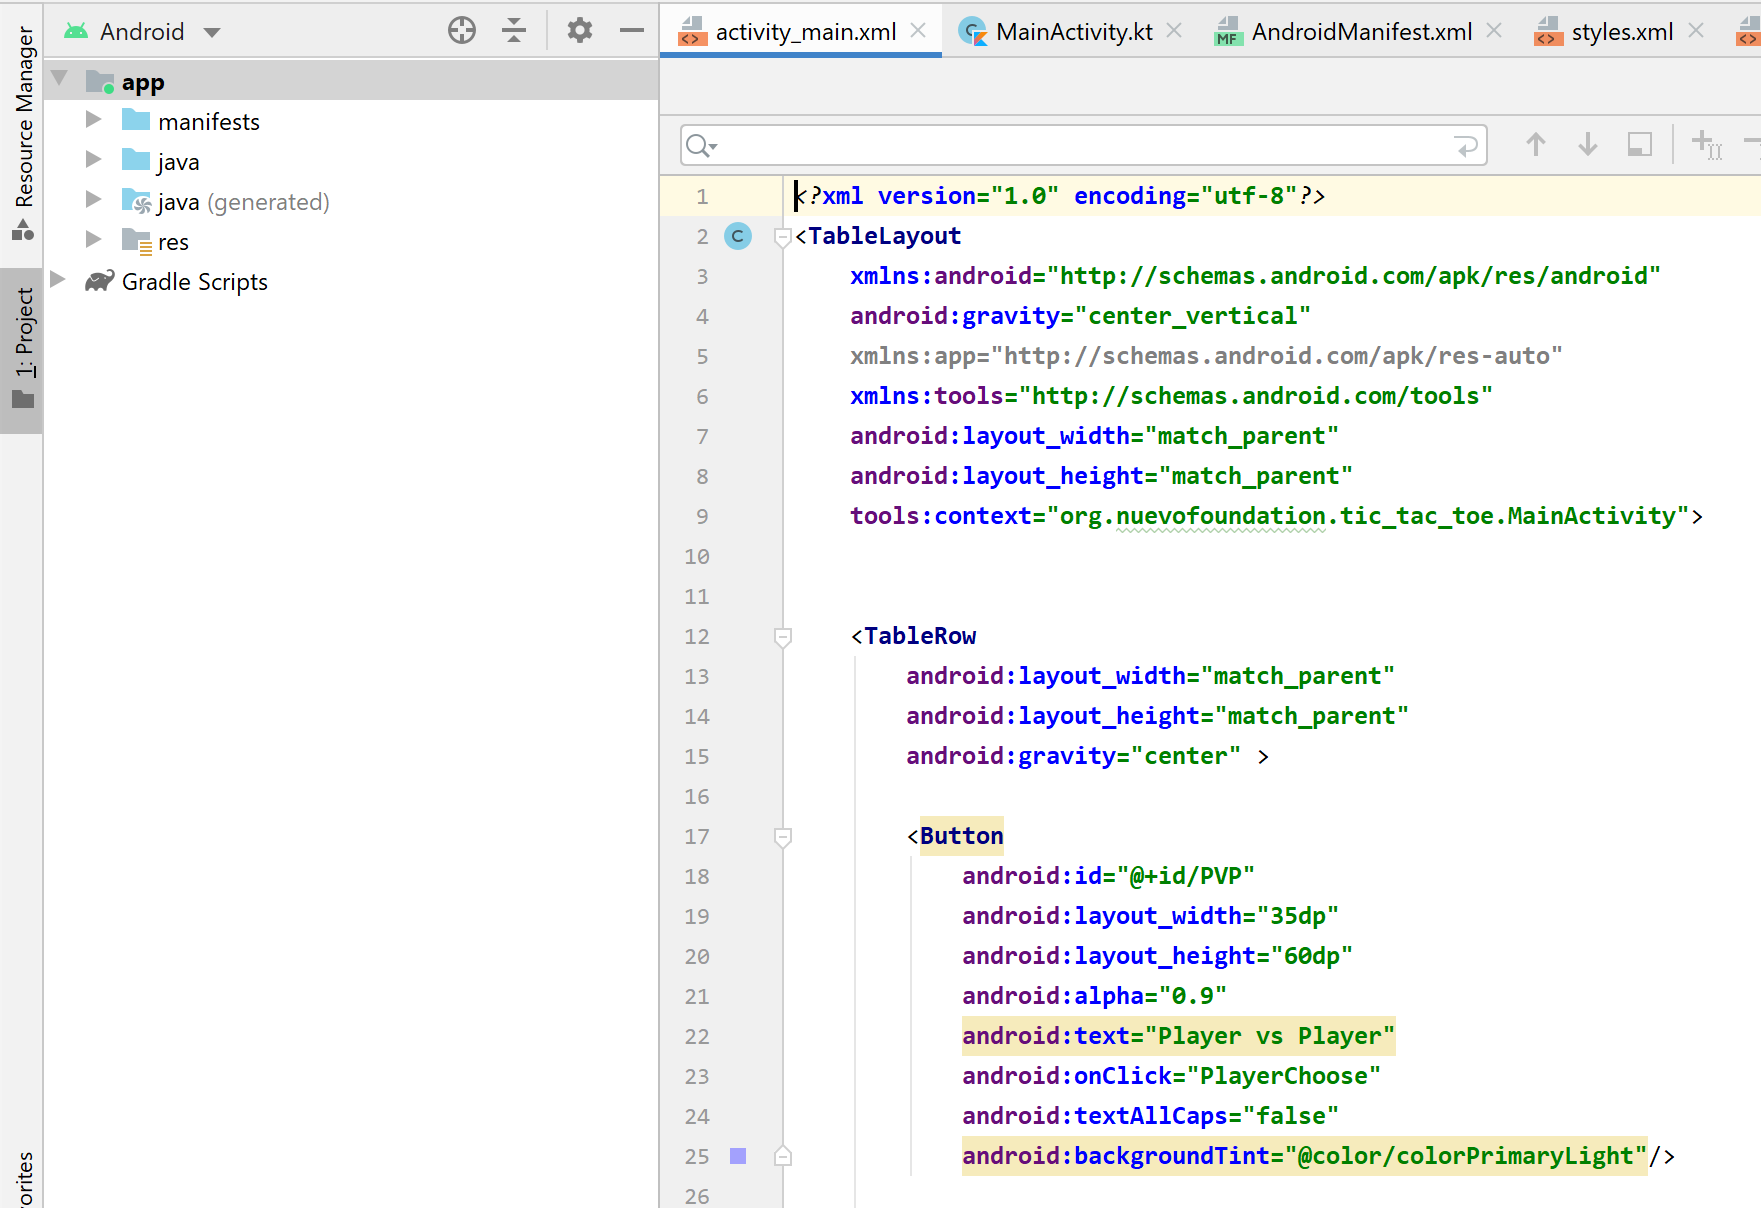 Resource Manager
1: Project
vorites
Android
app
manifests
java
java (generated)
res
Gradle Scripts
activity_main.xml
MainActivity.kt
MF AndroidManifest.xml
styles.xml
1 <?xml version="1.0" encoding="utf-8"?>
2 C <TableLayout
3 xmlns:android="http://schemas.android.com/apk/res/android"
4 android:gravity="center_vertical"
5 xmlns:app="http://schemas.android.com/apk/res-auto"
6 xmlns:tools="http://schemas.android.com/tools"
7 android:layout_width="match_parent"
8 android:layout_height="match_parent"
9 tools:context="org.nuevofoundation.tic_tac_toe.MainActivity">
10
11
12 <TableRow
13 android:layout_width="match_parent"
14 android:layout_height="match_parent"
15 android:gravity="center" >
16
17 <Button
18 android:id="@+id/PVP"
19 android:layout_width="35dp"
20 android:layout_height="60dp"
21 android:alpha="0.9"
22 android:text="Player vs Player"
23 android:onClick="PlayerChoose"
24 android:textAllCaps="false"
25 android:backgroundTint="@color/colorPrimaryLight"/>
26